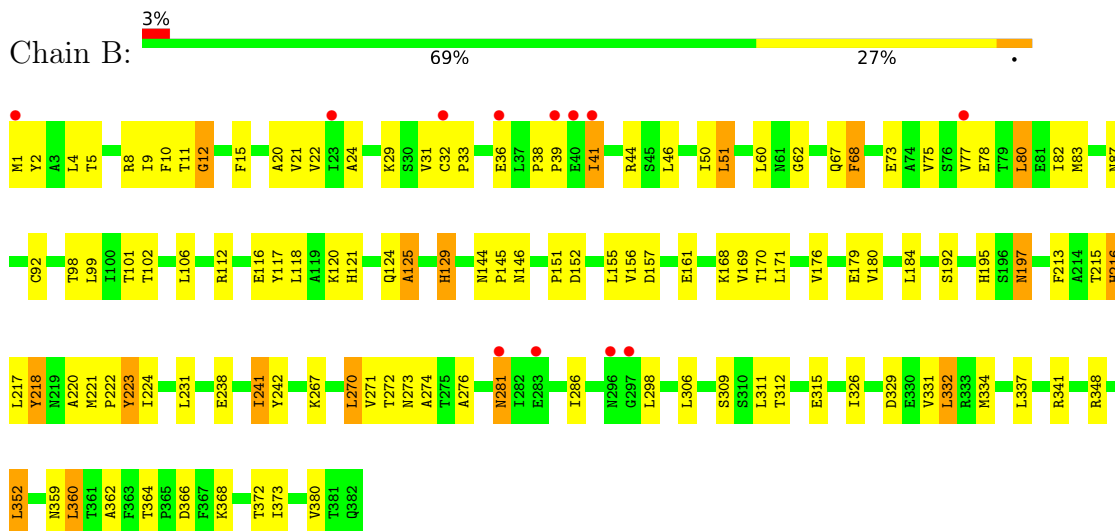 3%
Chain B:
69% 27% •
M1 Y2 A3 L4 T5 R8 I9 F10 T11 G12 F15 A20 V21 V22 I23 A24 K29 S30 V31 C32 P33 E36 L37 P38 P39 E40 I41 R44 S45 L46 I50 L51 L60 N61 G62 Q67 F68 E73 A74 V75 S76 V77 E78 T79 L80 E81 I82 M83
C92 T98 L99 I100 T101 T102 L106 R112 E116 Y117 L118 A119 K120 H121 Q124 A125 H129 N144 P145 N146 P151 D152 L155 V156 D157 E161 K168 V169 T170 L171 V176 E179 V180 L184 S192 H195 S196 N197 F213 A214 T215
L217 Y218 N219 A220 M221 P222 Y223 I224 L231 E238 I241 Y242 K267 L270 V271 T272 N273 A274 T275 A276 N281 I282 E283 I286 N296 G297 L298 L306 S309 S310 L311 T312 E315 I326 D329 E330 V331 L332 R333 M334 L337 R341 R348
L352 N359 L360 T361 A362 F363 T364 P365 D366 F367 K368 T372 I373 V380 T381 Q382